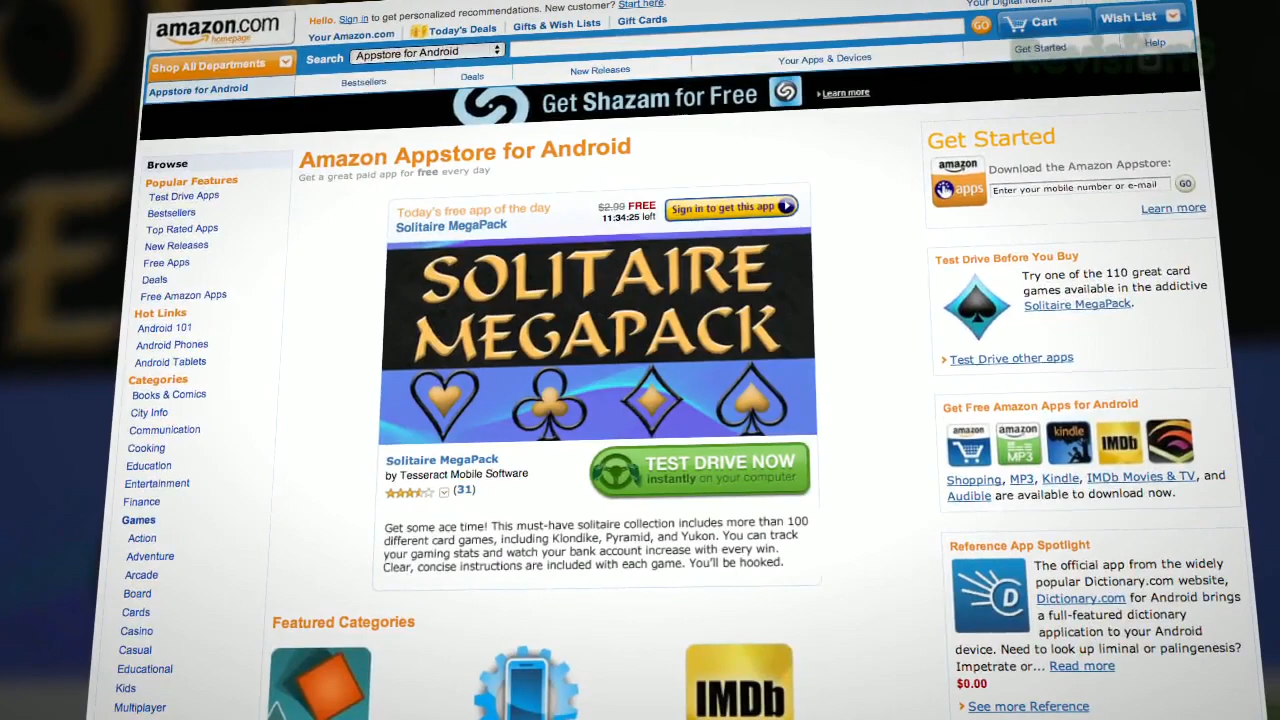 amazon.com
homepage
Hello. Sign in to get personalized recommendations. New customer? Start here.
Your Amazon.com
Today's Deals
Gifts & Wish Lists
Gift Cards
Your Digital Items
Shop All Departments
Search
Appstore for Android
GO
Cart
Wish List
Appstore for Android
Bestsellers
Deals
New Releases
Your Apps & Devices
Get Started
Help
Get Shazam for Free
Learn more
Browse
Popular Features
Test Drive Apps
Bestsellers
Top Rated Apps
New Releases
Free Apps
Deals
Free Amazon Apps
Hot Links
Android 101
Android Phones
Android Tablets
Categories
Books & Comics
City Info
Communication
Cooking
Education
Entertainment
Finance
Games
Action
Adventure
Arcade
Board
Cards
Casino
Casual
Educational
Kids
Multiplayer
Amazon Appstore for Android
Get a great paid app for free every day
Today's free app of the day
Solitaire MegaPack
$2.99 FREE
11:34:25 left
Sign in to get this app
SOLITAIRE
MEGAPACK
Solitaire MegaPack
by Tesseract Mobile Software
(31)
TEST DRIVE NOW
instantly on your computer
Get some ace time! This must-have solitaire collection includes more than 100
different card games, including Klondike, Pyramid, and Yukon. You can track
your gaming stats and watch your bank account increase with every win.
Clear, concise instructions are included with each game. You'll be hooked.
Featured Categories
IMDb
Get Started
amazon
apps
Download the Amazon Appstore:
Enter your mobile number or e-mail
GO
Learn more
Test Drive Before You Buy
Try one of the 110 great card
games available in the addictive
Solitaire MegaPack.
Test Drive other apps
Get Free Amazon Apps for Android
amazon
amazon
MP3
kindle
IMDb
Shopping, MP3, Kindle, IMDb Movies & TV, and
Audible are available to download now.
Reference App Spotlight
D
The official app from the widely
popular Dictionary.com website,
Dictionary.com for Android brings
a full-featured dictionary
application to your Android
device. Need to look up liminal or palingenesis?
Impetrate or... Read more
$0.00
See more Reference